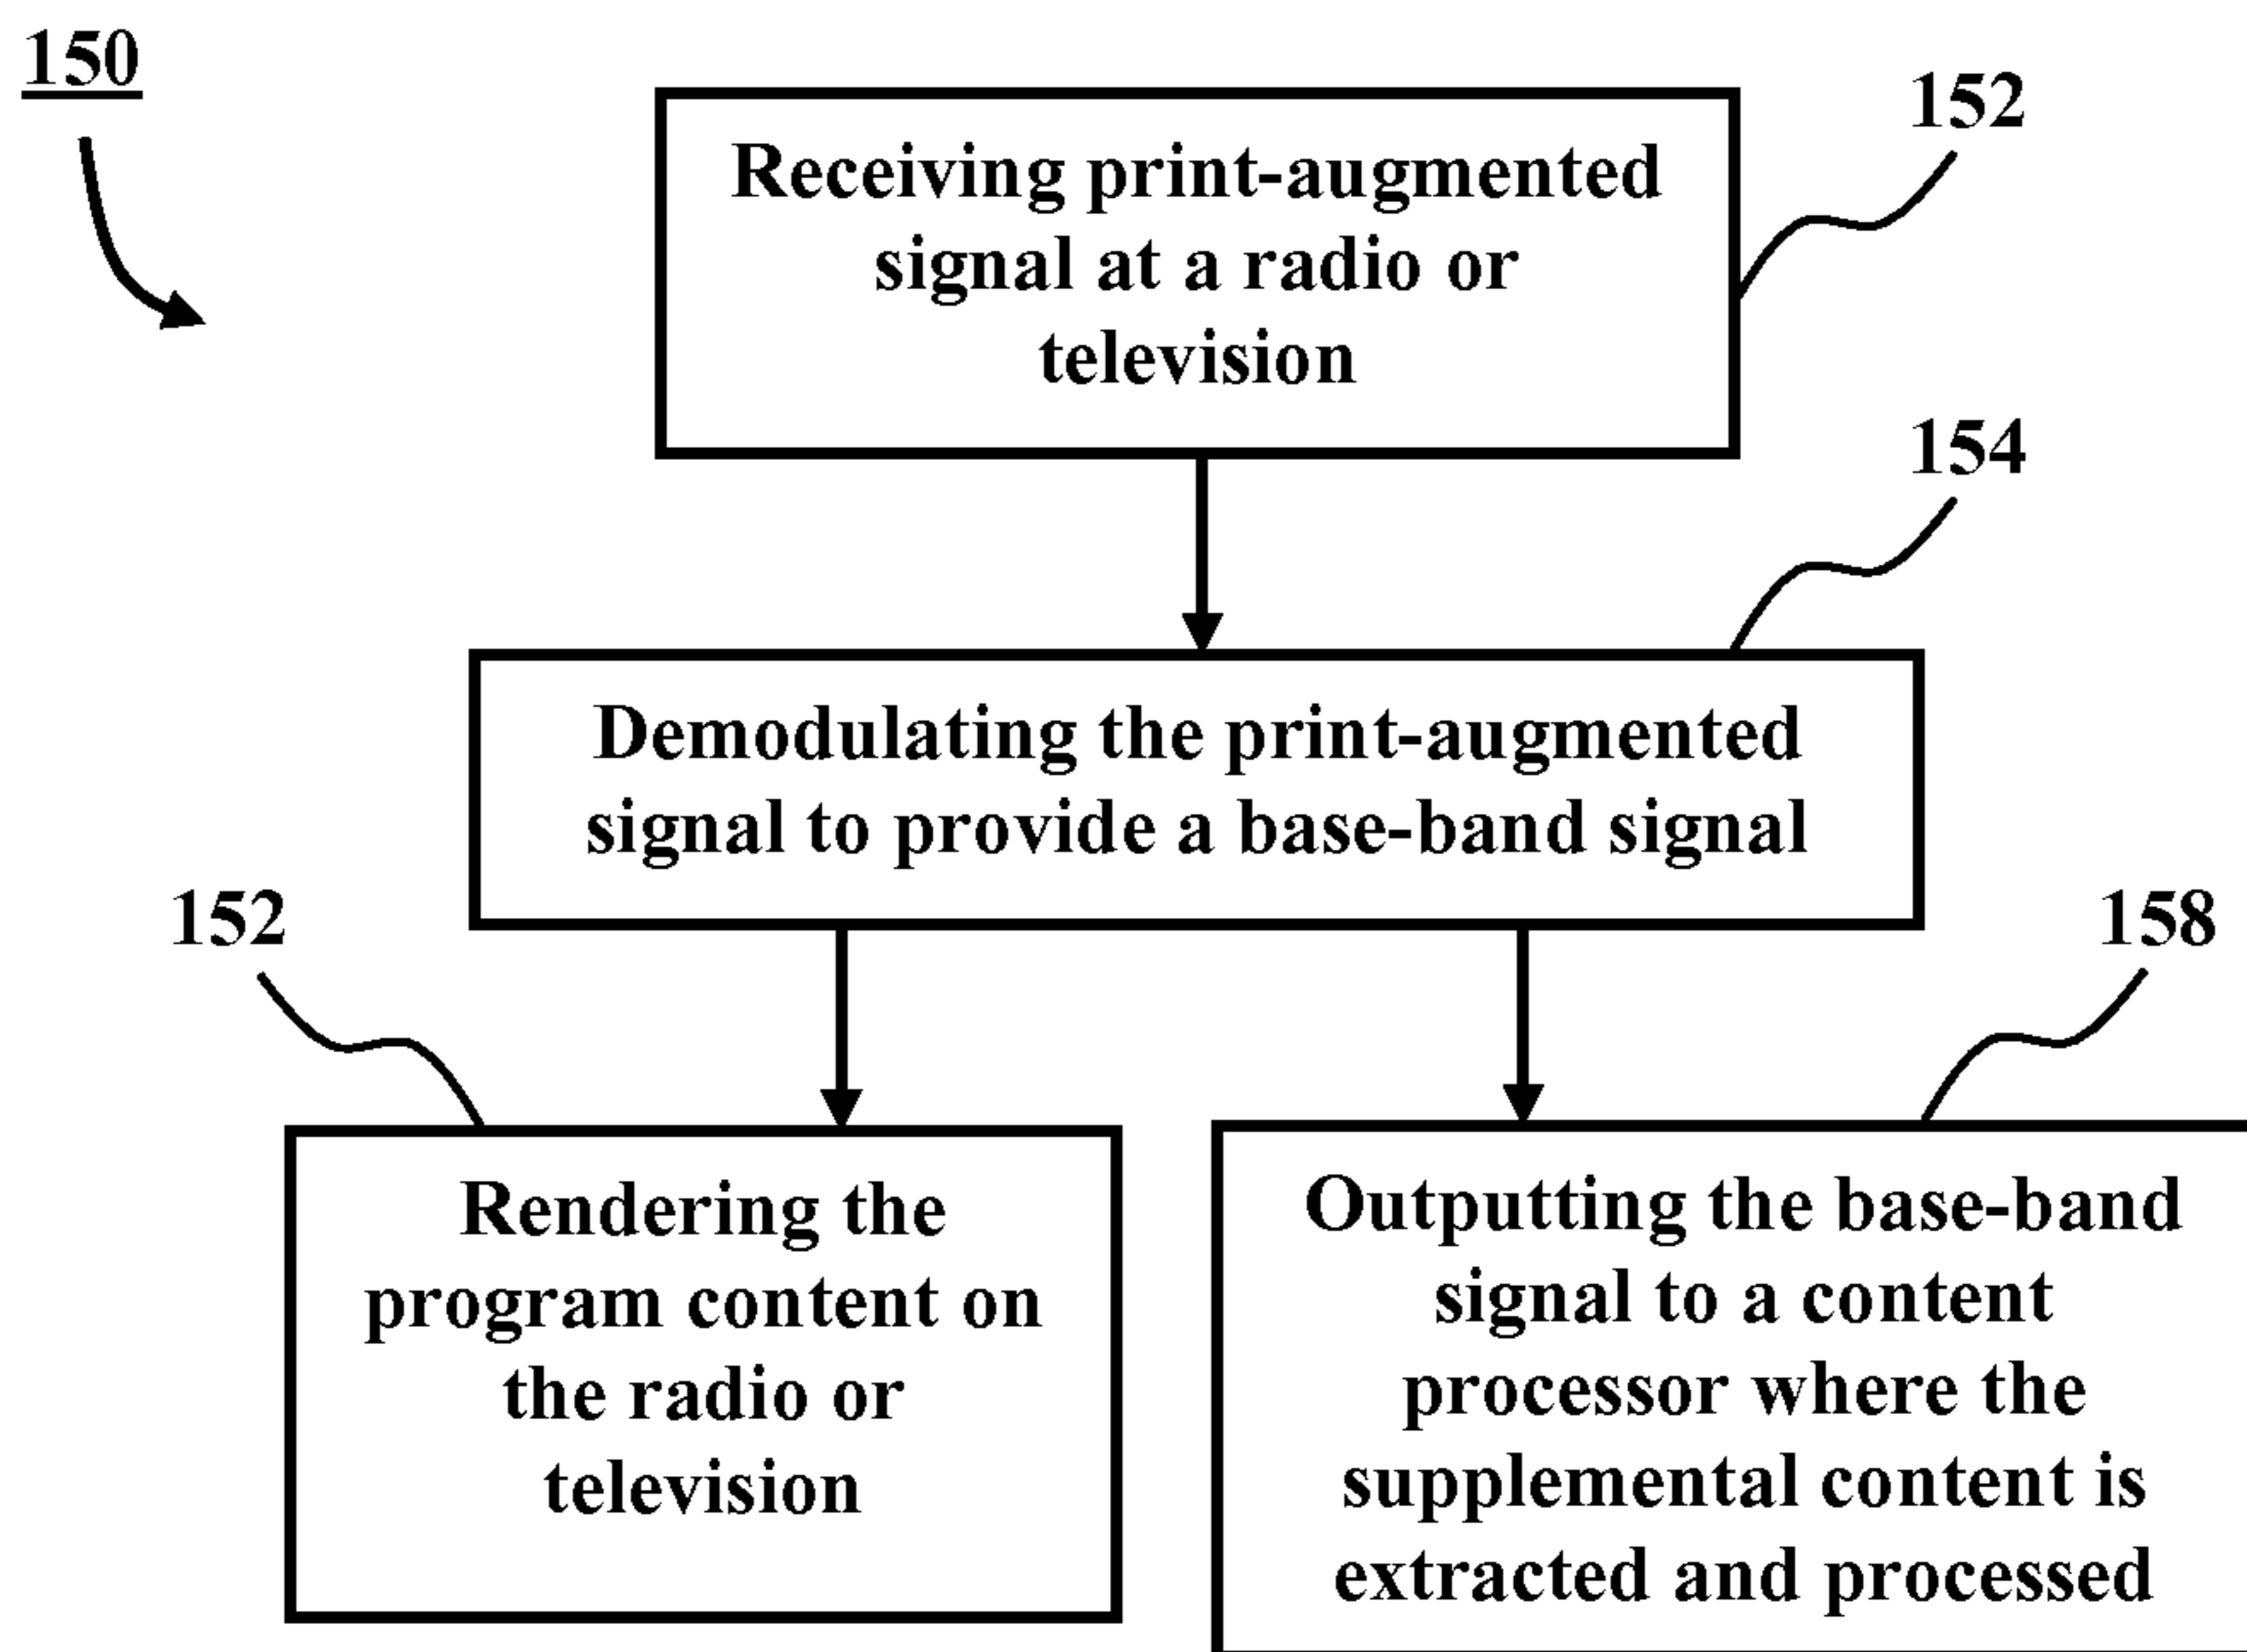 150
152
Receiving print-augmented
signal at a radio or
television
154
Demodulating the print-augmented
signal to provide a base-band signal
152
158
Rendering the
program content on
the radio or
television
Outputting the base-band
signal to a content
processor where the
supplemental content is
extracted and processed